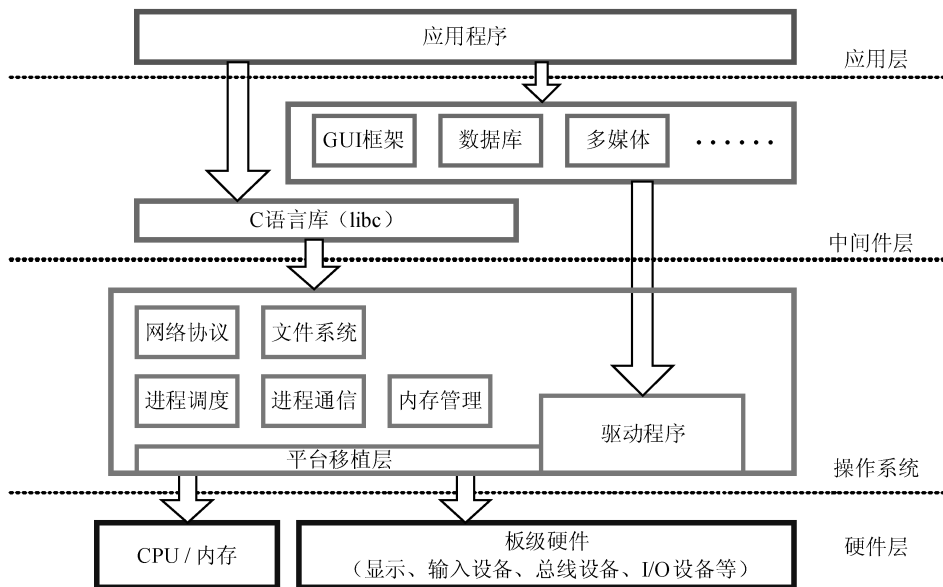 应用程序
应用层
GUI框架 数据库 多媒体 ······
C语言库（libc）
中间件层
网络协议 文件系统
进程调度 进程通信 内存管理
驱动程序
平台移植层
操作系统
CPU / 内存
板级硬件
（显示、输入设备、总线设备、I/O 设备等）
硬件层